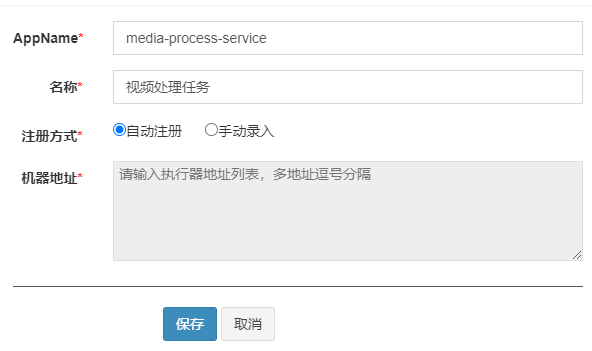 AppName*
media-process-service
名称*
视频处理任务
注册方式*
自动注册 手动录入
机器地址*
请输入执行器地址列表，多地址逗号分隔
保存 取消